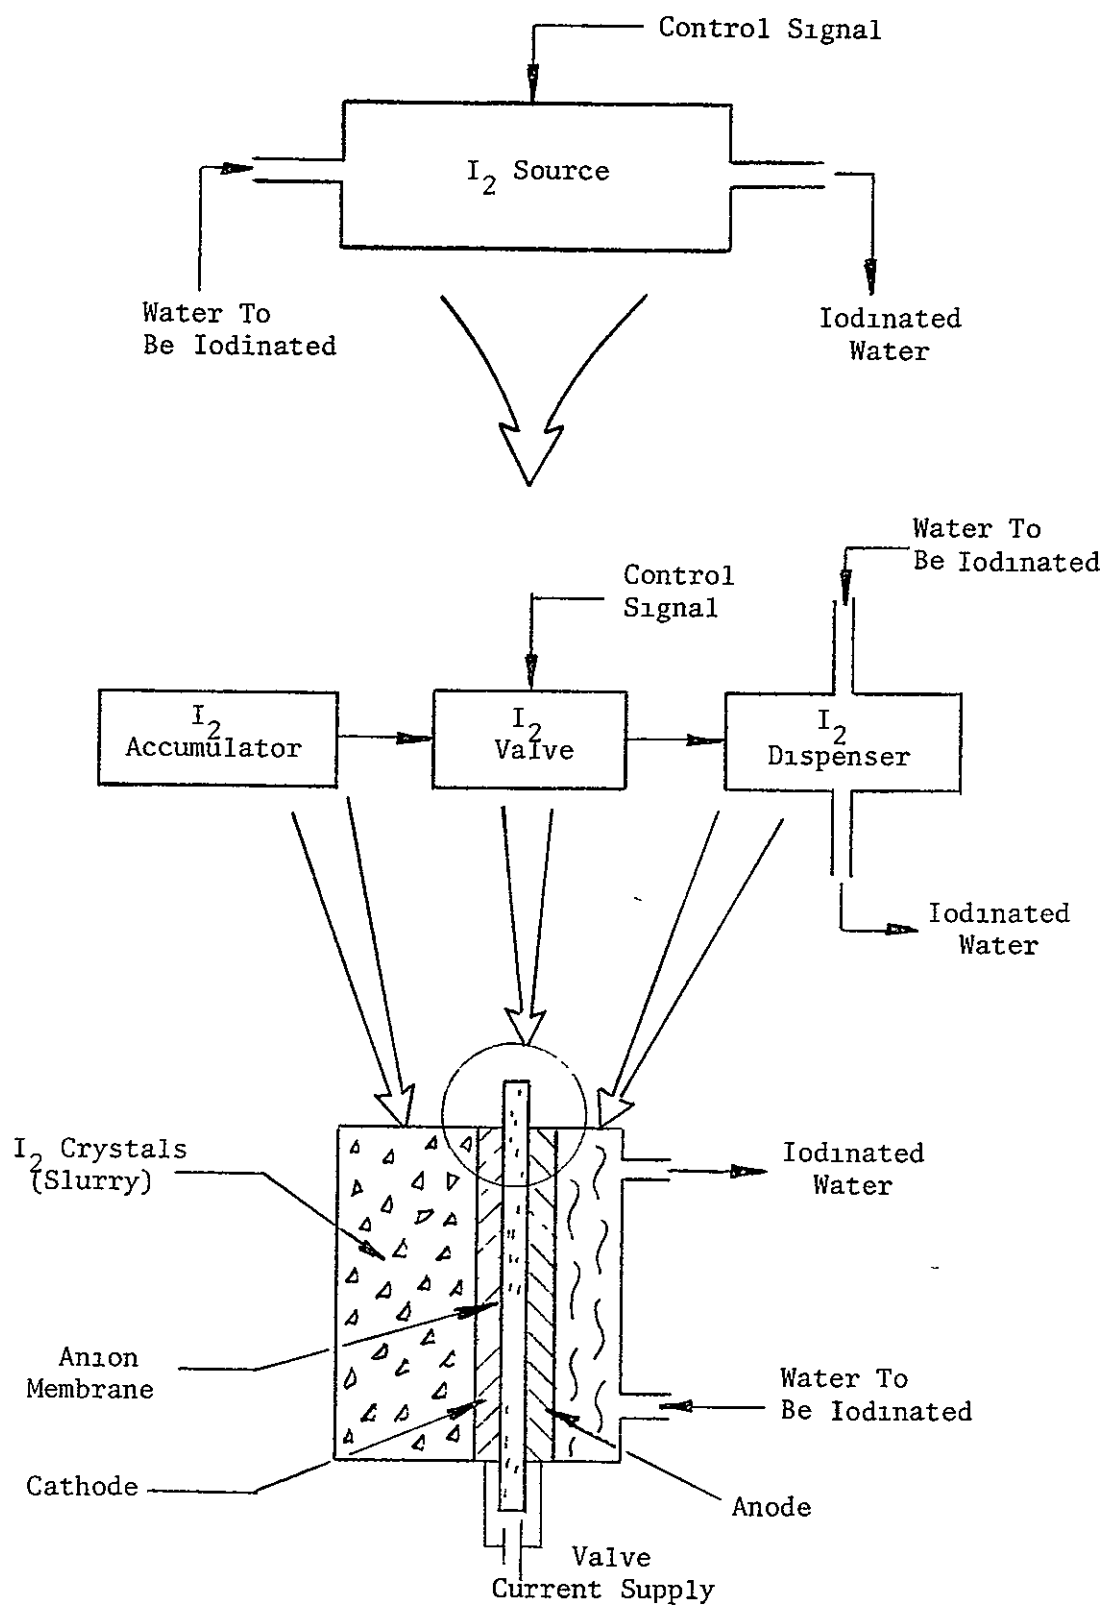 Control Signal
I2 Source
Water To
Be Iodinated
Iodinated
Water
Water To
Be Iodinated
Control
Signal
I2
Accumulator
I2
Valve
I2
Dispenser
Iodinated
Water
I2 Crystals
(Slurry)
Iodinated
Water
Anion
Membrane
Water To
Be Iodinated
Cathode
Anode
Valve
Current Supply